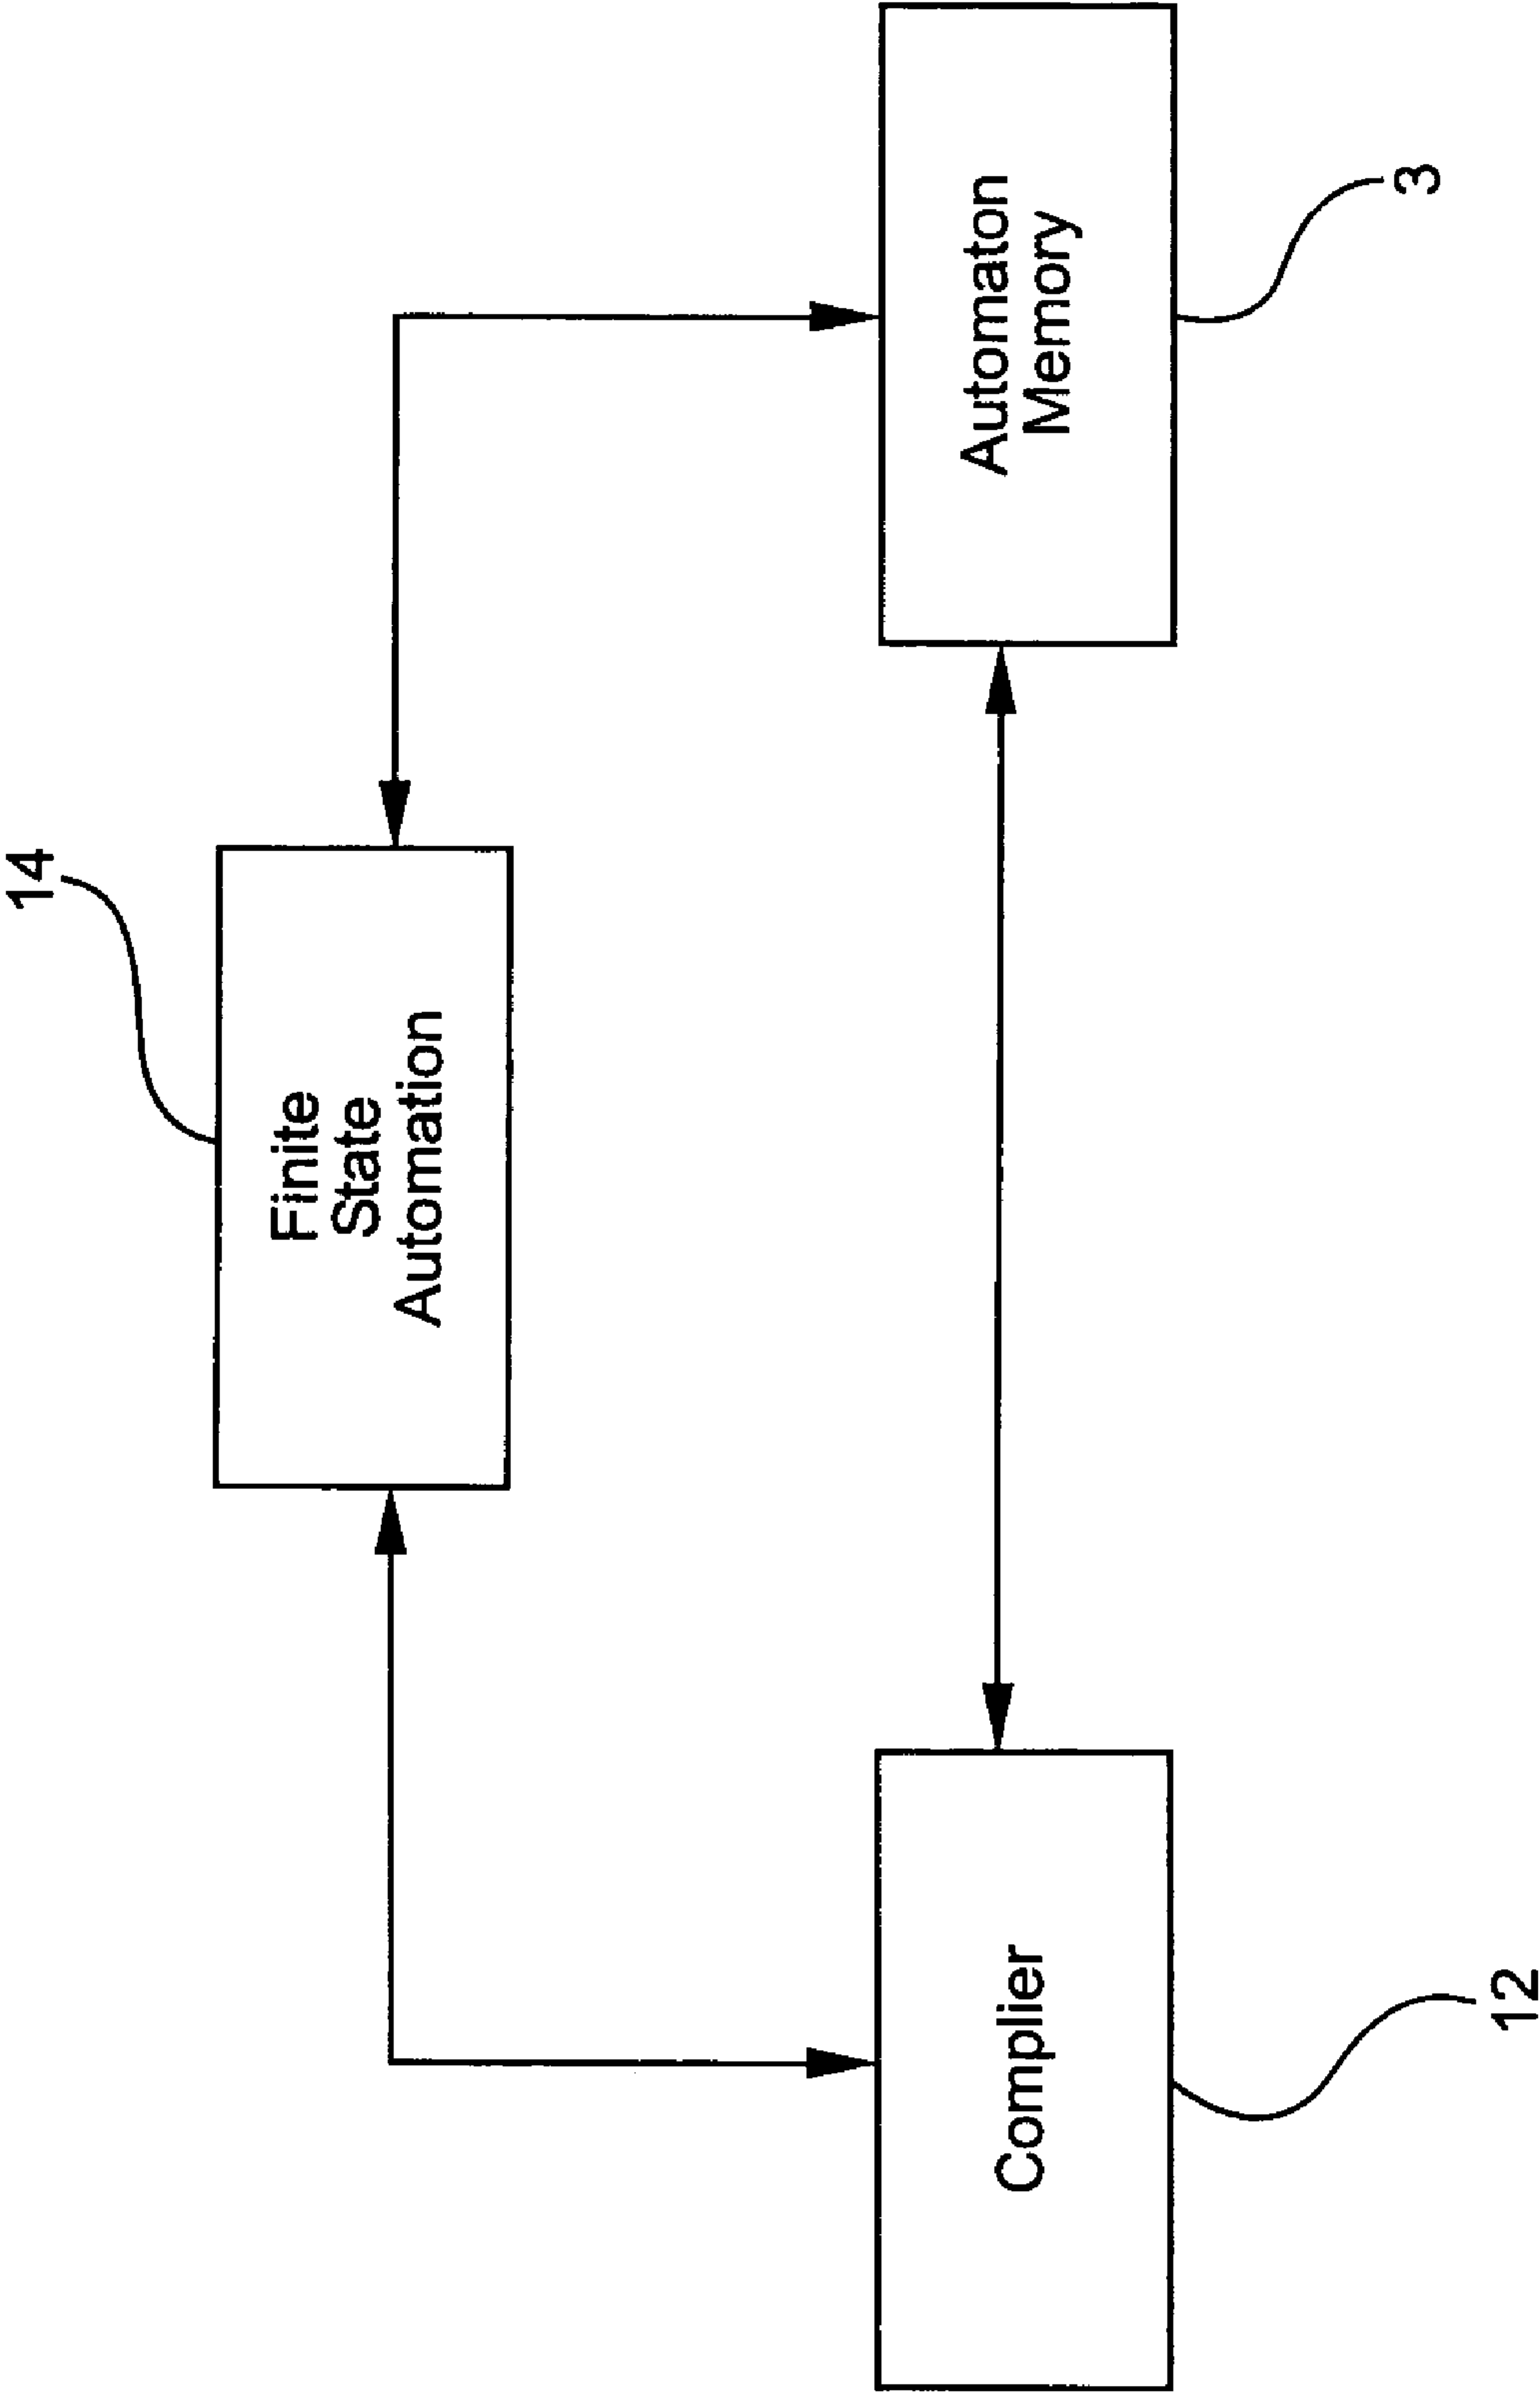 14
Finite
State
Automation
Complier
12
Automaton
Memory
3